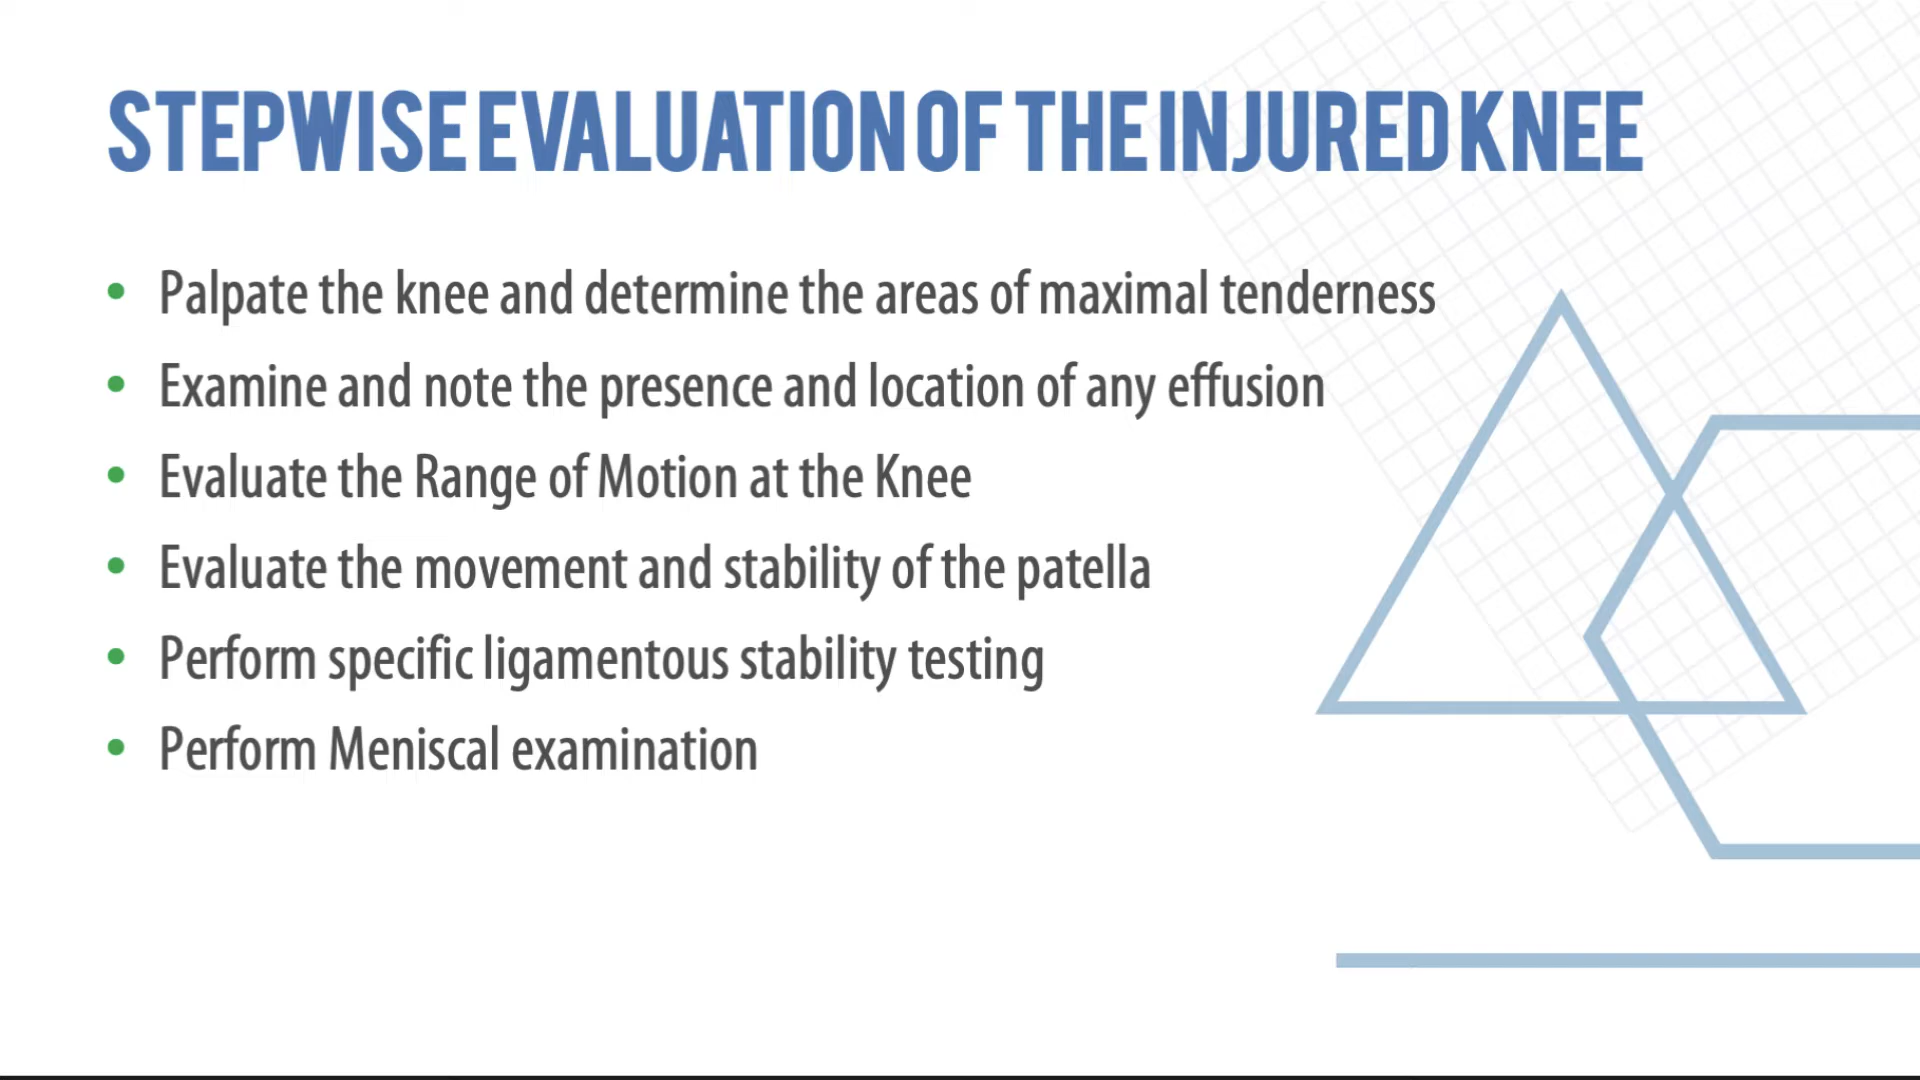 STEPWISE EVALUATION OF THE INJURED KNEE
• Palpate the knee and determine the areas of maximal tenderness
• Examine and note the presence and location of any effusion
• Evaluate the Range of Motion at the Knee
• Evaluate the movement and stability of the patella
• Perform specific ligamentous stability testing
• Perform Meniscal examination